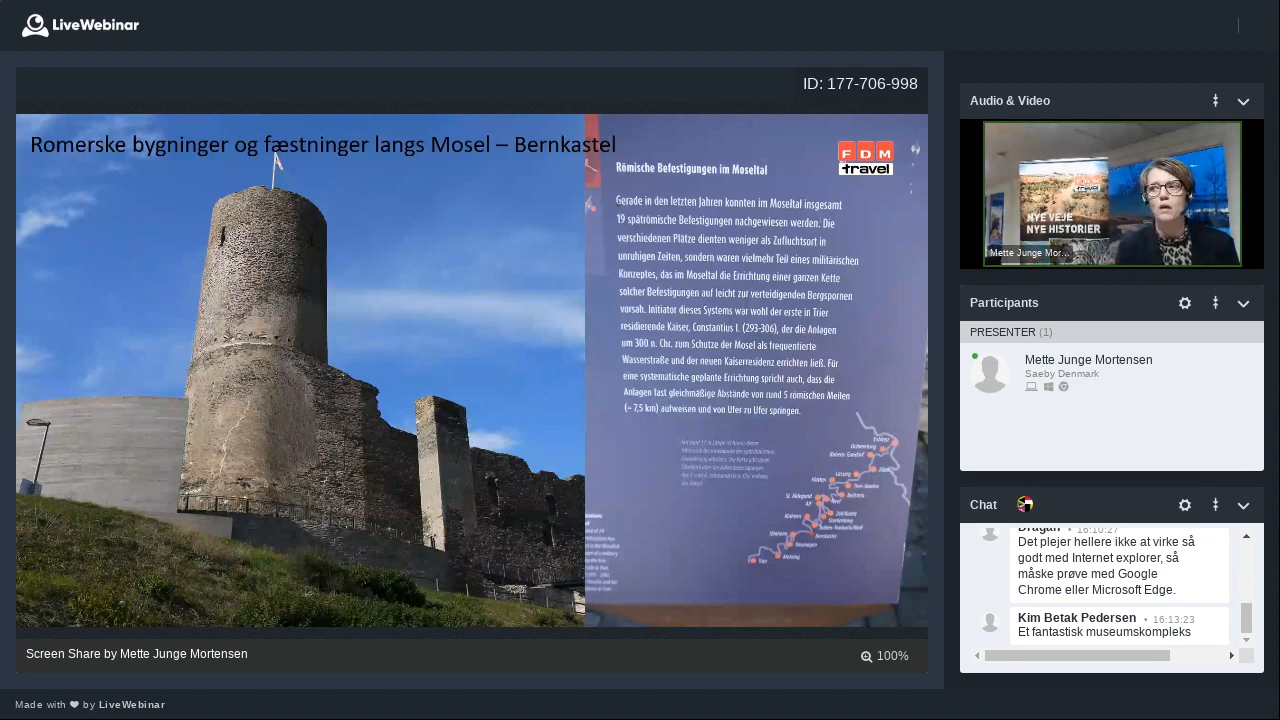 LiveWebinar
ID: 177-706-998
Romerske bygninger og fæstninger langs Mosel – Bernkastel
FDM
travel
Römische Befestigungen im Moseltal
Gerade in den letzten Jahren konnten im Moseltal insgesamt
19 spätrömische Befestigungen nachgewiesen werden. Die
verschiedenen Plätze dienten weniger als Zufluchtsort in
unruhigen Zeiten, sondern waren vielmehr Teil eines militärischen
Konzeptes, das im Moseltal die Errichtung einer ganzen Kette
solcher Befestigungen auf leicht zur verteidigenden Bergspornen
vorsah. Initiator dieses Systems war wohl der erste in Trier
residierende Kaiser, Constantius I. (293-306), der die Anlagen
um 300 n. Chr. zum Schutze der Mosel als frequentierte
Wasserstraße und der neuen Kaiserresidenz errichten ließ. Für
eine systematische geplante Errichtung spricht auch, dass die
Anlagen fast gleichmäßige Abstände von rund 5 römischen Meilen
(= 7,5 km) aufweisen und von Ufer zu Ufer springen.
Koblenz
Neumagen
Bernkastel
Trier
Screen Share by Mette Junge Mortensen
100%
Audio & Video
FDM
travel
NYE VEJE
NYE HISTORIER
Mette Junge Mor...
Participants
PRESENTER (1)
Mette Junge Mortensen
Saeby Denmark
Chat
Dragan • 16:10:27
Det plejer hellere ikke at virke så
godt med Internet explorer, så
måske prøve med Google
Chrome eller Microsoft Edge.
Kim Betak Pedersen • 16:13:23
Et fantastisk museumskompleks
Made with ❤ by LiveWebinar